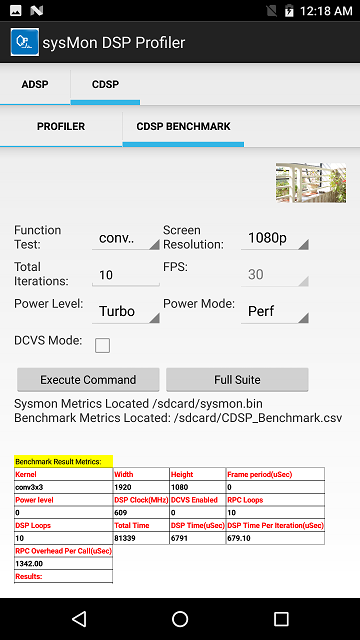 12:18 AM
sysMon DSP Profiler
ADSP CDSP
PROFILER CDSP BENCHMARK
Function Test: conv.. Screen Resolution: 1080p
Total Iterations: 10 FPS: 30
Power Level: Turbo Power Mode: Perf
DCVS Mode:
Execute Command Full Suite
Sysmon Metrics Located /sdcard/sysmon.bin
Benchmark Metrics Located: /sdcard/CDSP_Benchmark.csv
Benchmark Result Metrics:
Kernel Width Height Frame period(uSec)
conv3x3 1920 1080 0
Power level DSP Clock(MHz) DCVS Enabled RPC Loops
0 609 0 10
DSP Loops Total Time DSP Time(uSec) DSP Time Per Iteration(uSec)
10 81339 6791 679.10
RPC Overhead Per Call(uSec)
1342.00
Results: